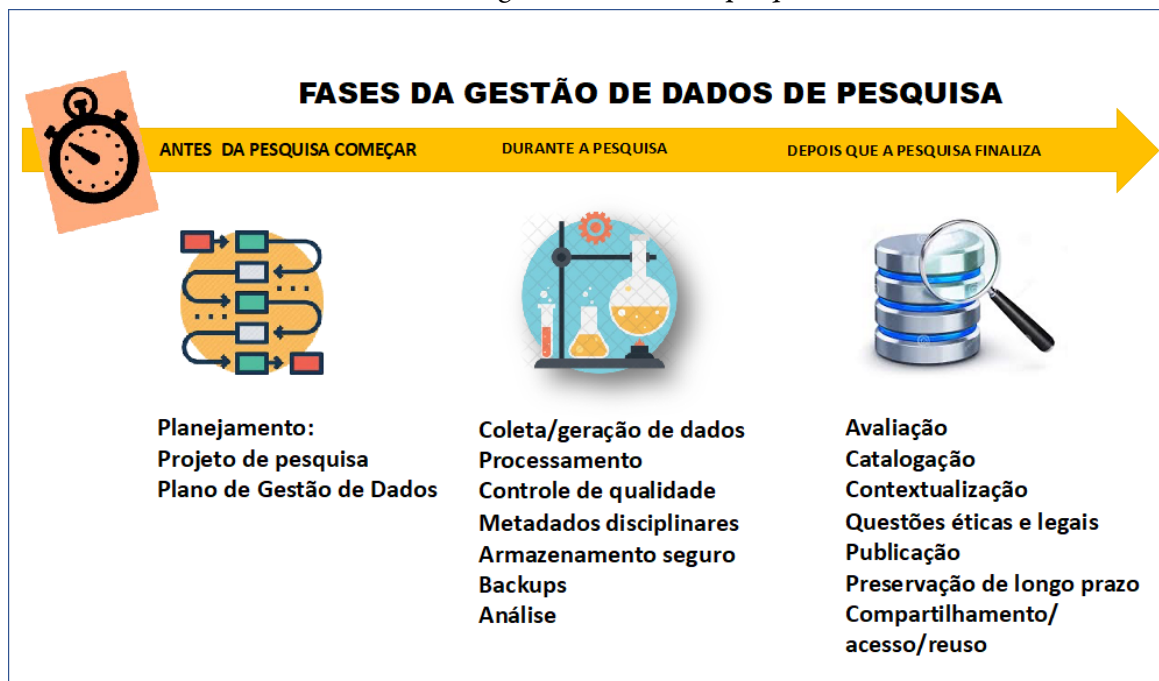 FASES DA GESTÃO DE DADOS DE PESQUISA
ANTES DA PESQUISA COMEÇAR
DURANTE A PESQUISA
DEPOIS QUE A PESQUISA FINALIZA
Planejamento:
Projeto de pesquisa
Plano de Gestão de Dados
Coleta/geração de dados
Processamento
Controle de qualidade
Metadados disciplinares
Armazenamento seguro
Backups
Análise
Avaliação
Catalogação
Contextualização
Questões éticas e legais
Publicação
Preservação de longo prazo
Compartilhamento/
acesso/reuso